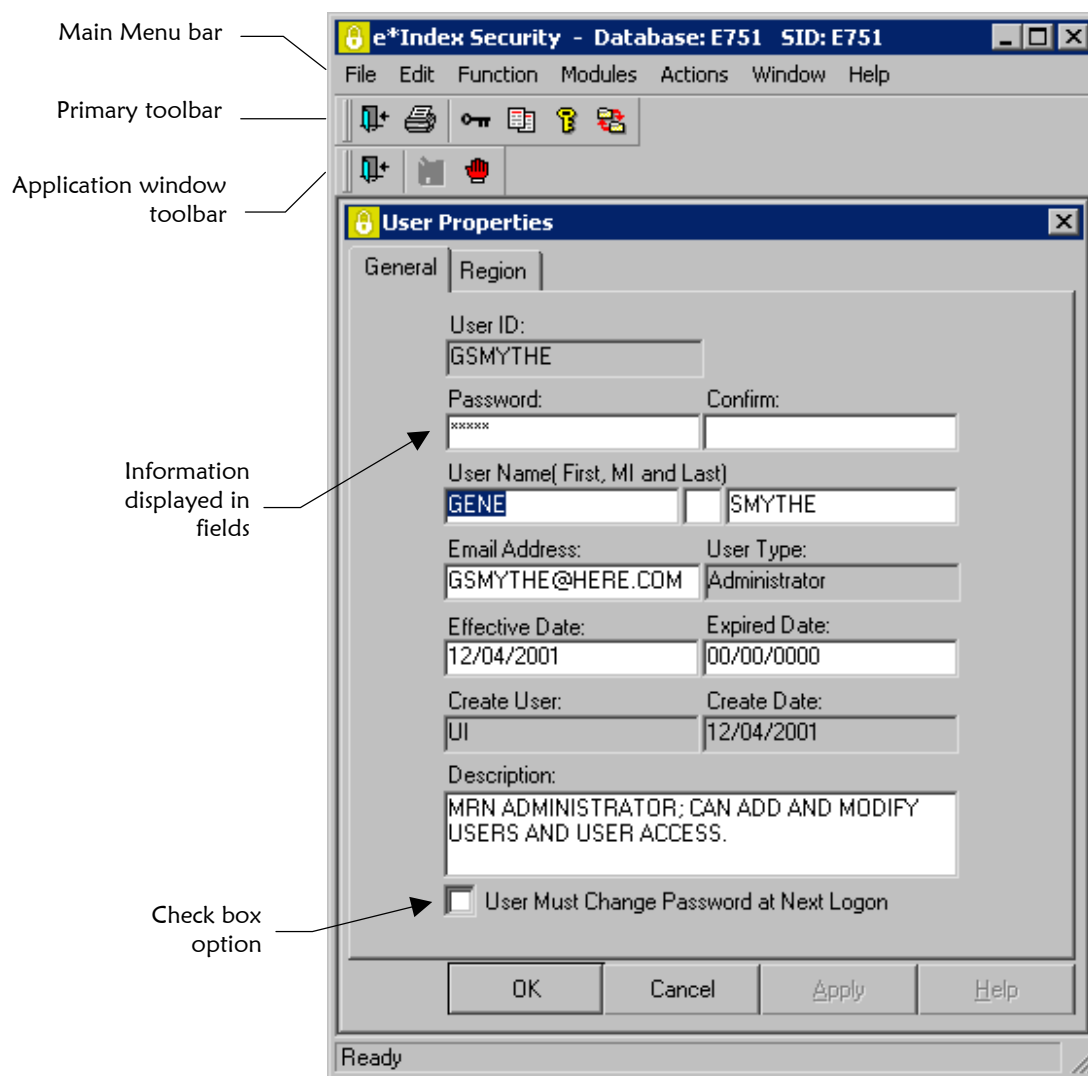 Main Menu bar
e*Index Security - Database: E751 SID: E751
File Edit Function Modules Actions Window Help
Primary toolbar
Application window
toolbar
User Properties
General Region
User ID:
GSMYTHE
Password: Confirm:
*****
Information
displayed in
fields
User Name( First, MI and Last)
GENE SMYTHE
Email Address: User Type:
GSMYTHE@HERE.COM Administrator
Effective Date: Expired Date:
12/04/2001 00/00/0000
Create User: Create Date:
UI 12/04/2001
Description:
MRN ADMINISTRATOR; CAN ADD AND MODIFY
USERS AND USER ACCESS.
Check box
option
User Must Change Password at Next Logon
OK Cancel Apply Help
Ready